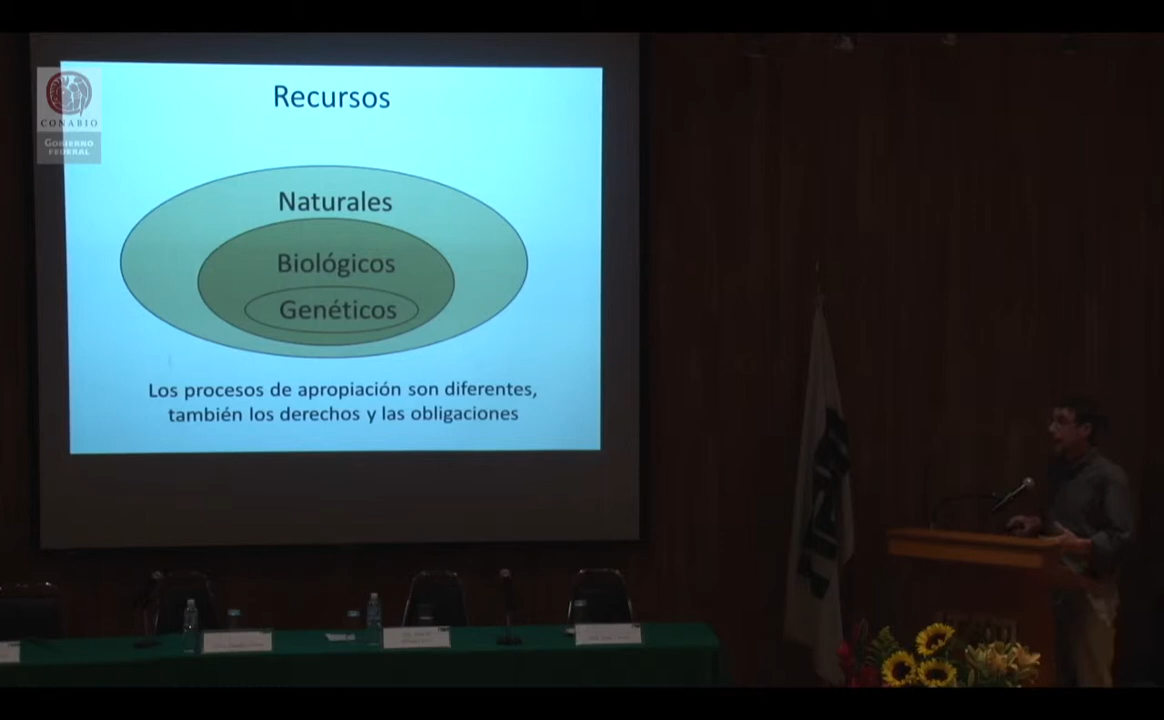 Recursos
CONABIO
GOBIERNO
FEDERAL
Naturales
Biológicos
Genéticos
Los procesos de apropiación son diferentes,
también los derechos y las obligaciones